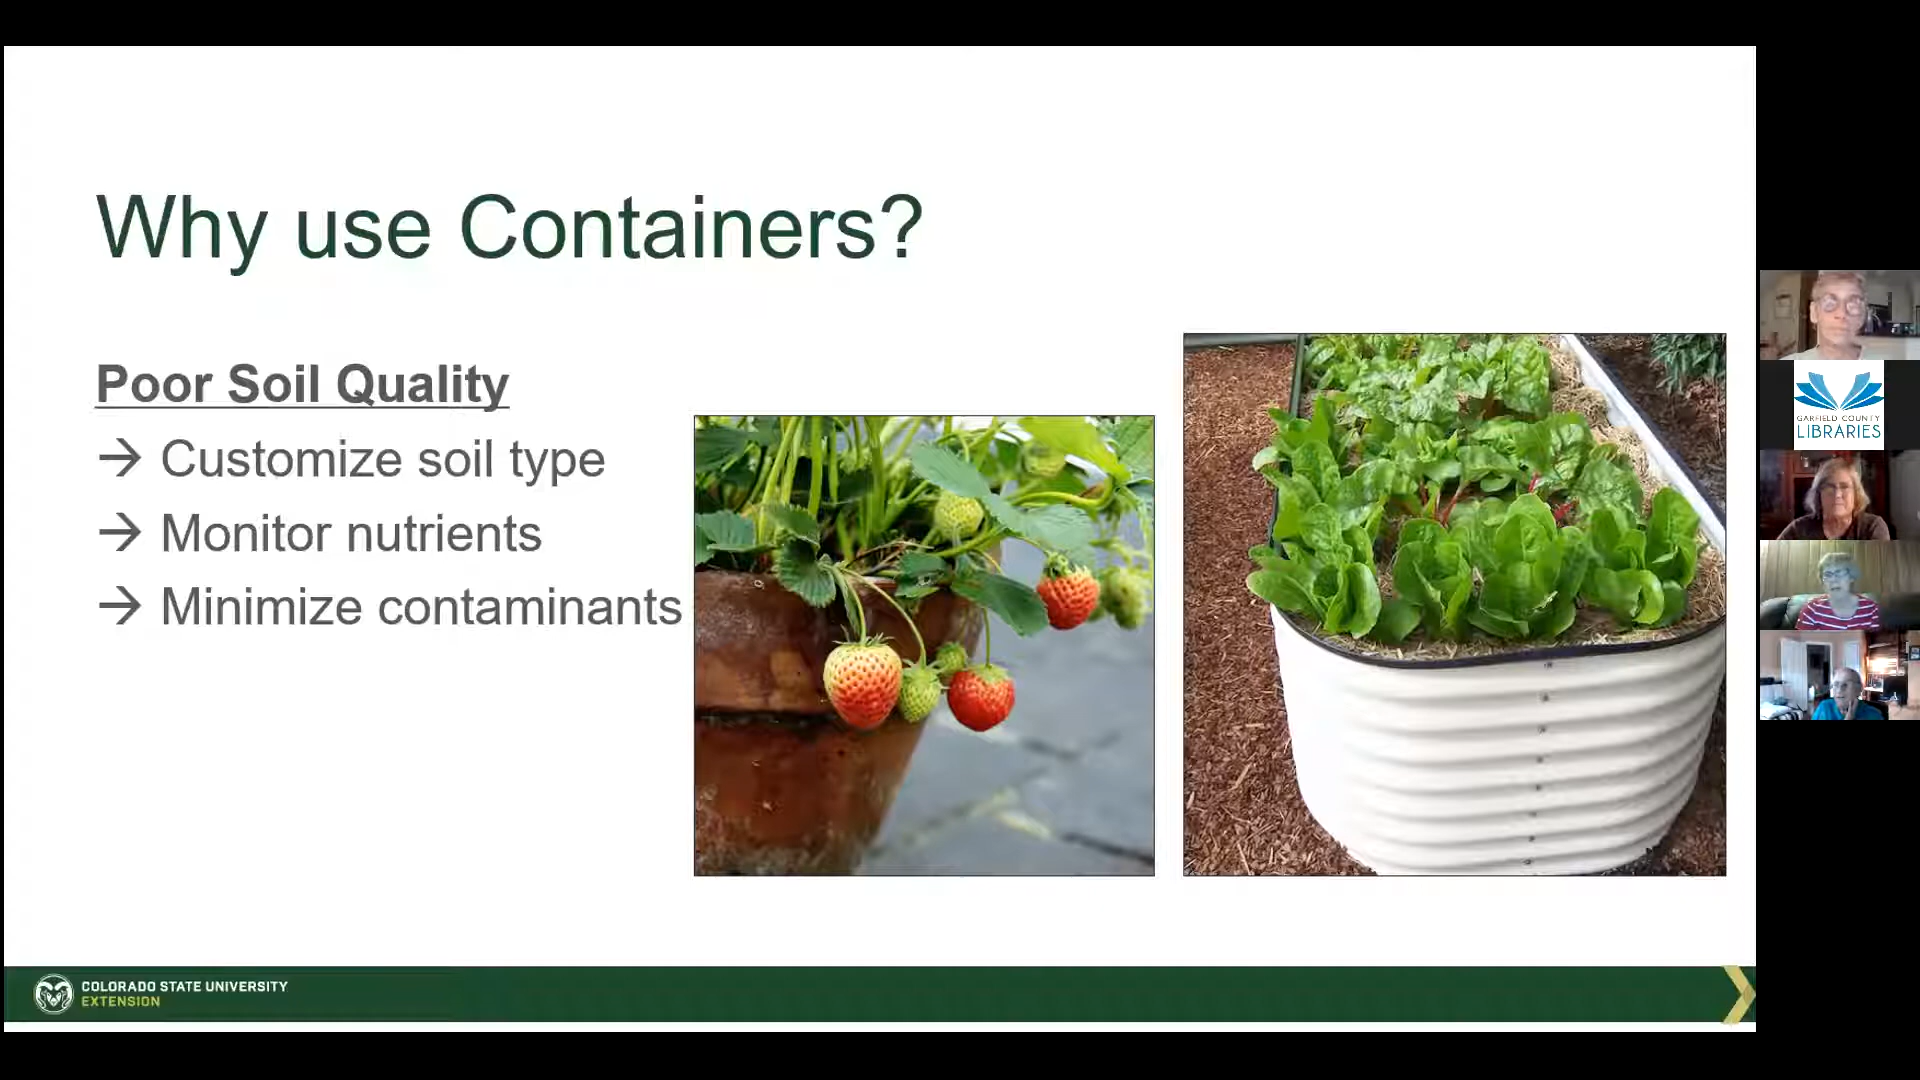 Why use Containers?
Poor Soil Quality
→ Customize soil type
→ Monitor nutrients
→ Minimize contaminants
COLORADO STATE UNIVERSITY
EXTENSION
GARFIELD COUNTY
LIBRARIES